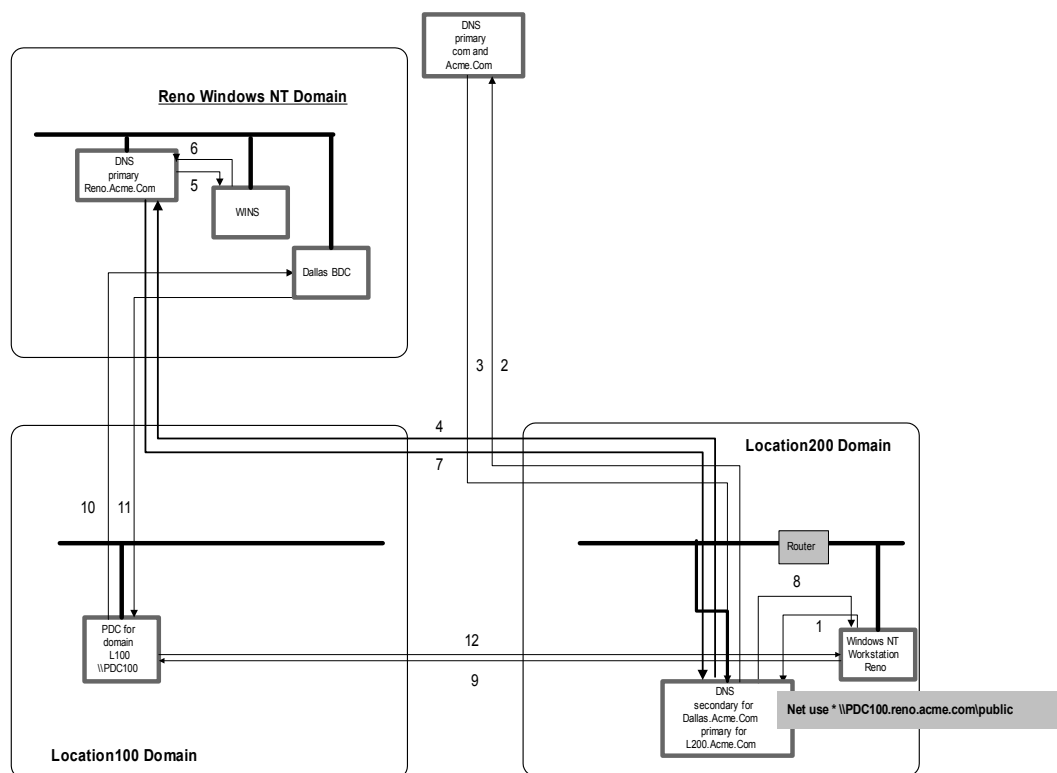 DNS
primary
com and
Acme.Com
Reno Windows NT Domain
DNS
primary
Reno.Acme.Com
6
5
WINS
Dallas BDC
3
2
4
7
10
11
Location200 Domain
Router
8
1
Windows NT
Workstation
Reno
PDC for
domain
L100
\\PDC100
12
9
DNS
secondary for
Dallas.Acme.Com
primary for
L200.Acme.Com
Net use * \\PDC100.reno.acme.com\public
Location100 Domain